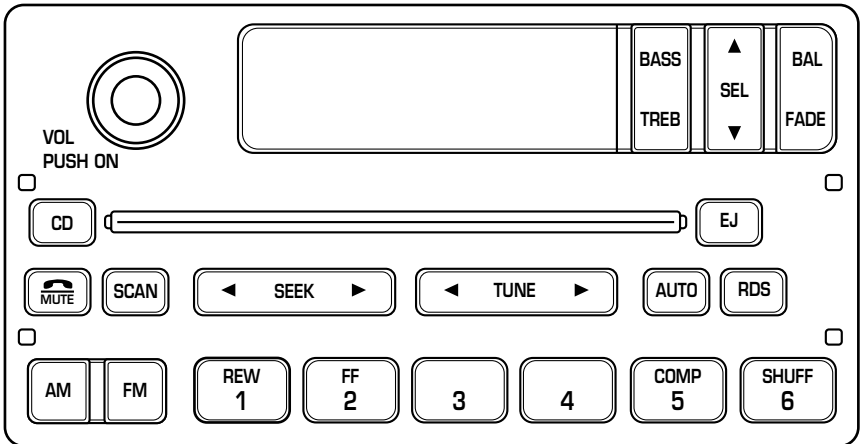 BASS
TREB
▲
SEL
▼
BAL
FADE
VOL
PUSH ON
CD
EJ
MUTE
SCAN
◀ SEEK ▶
◀ TUNE ▶
AUTO
RDS
AM
FM
REW
1
FF
2
3
4
COMP
5
SHUFF
6